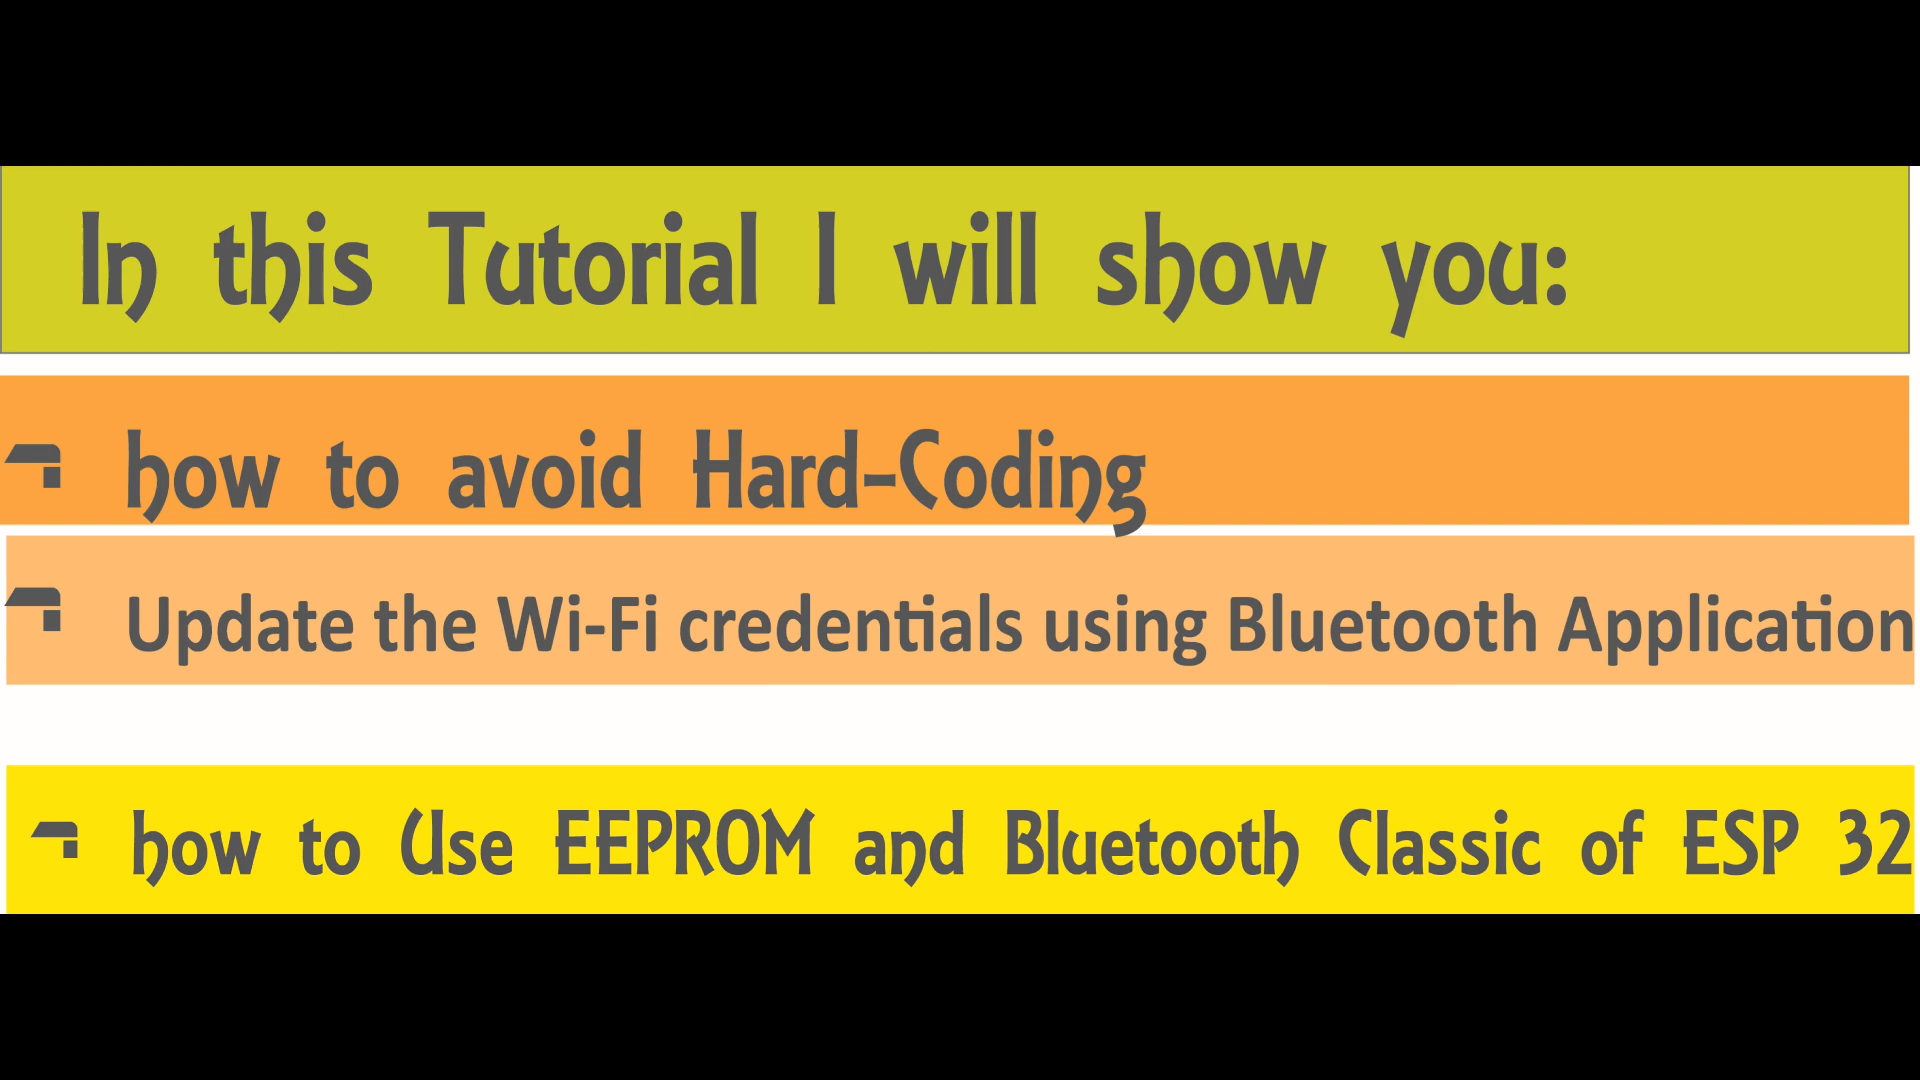 In this Tutorial I will show you:
how to avoid Hard-Coding
Update the Wi-Fi credentials using Bluetooth Application
how to Use EEPROM and Bluetooth Classic of ESP 32